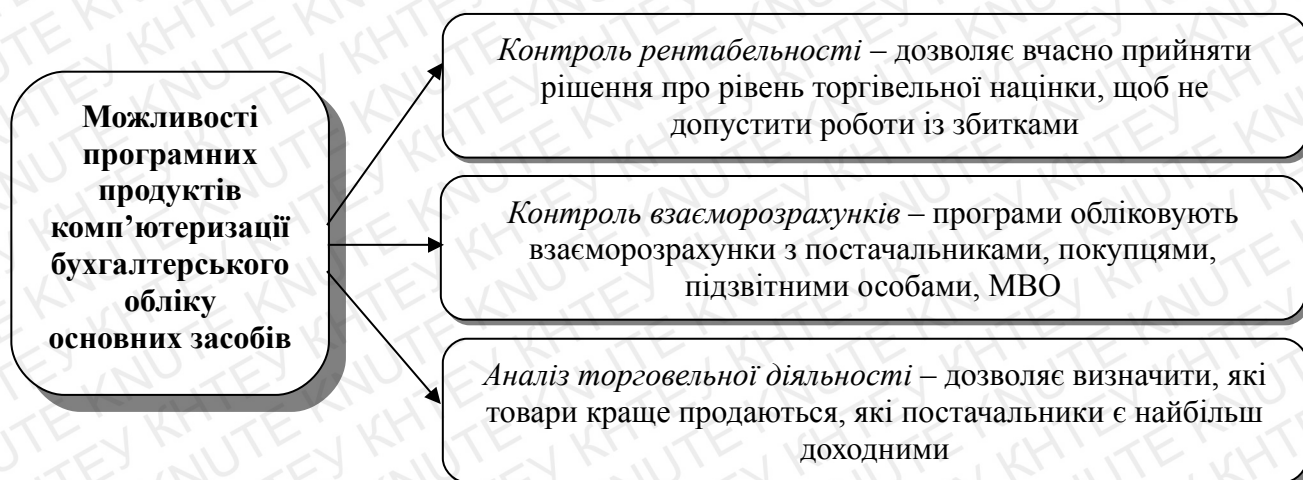 Можливості
програмних
продуктів
комп’ютеризації
бухгалтерського
обліку
основних засобів
Контроль рентабельності – дозволяє вчасно прийняти
рішення про рівень торгівельної націнки, щоб не
допустити роботи із збитками
Контроль взаєморозрахунків – програми обліковують
взаєморозрахунки з постачальниками, покупцями,
підзвітними особами, МВО
Аналіз торговельної діяльності – дозволяє визначити, які
товари краще продаються, які постачальники є найбільш
доходними